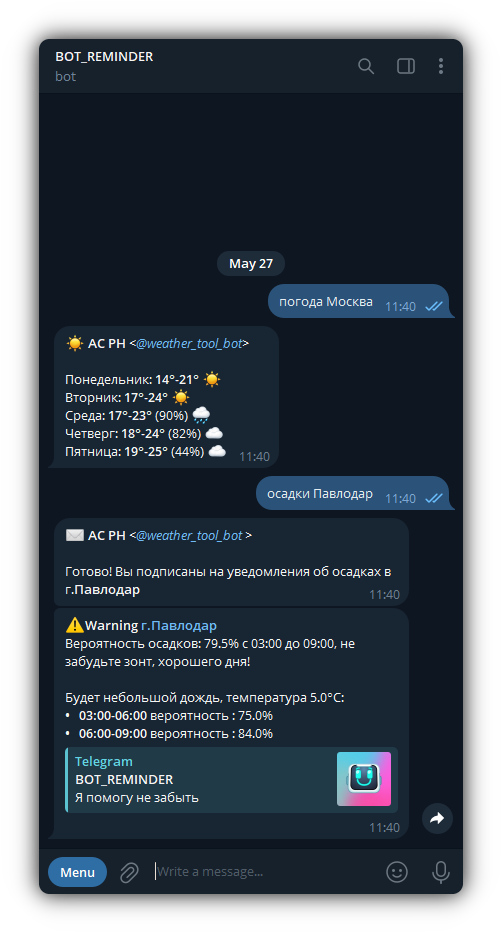 BOT_REMINDER
bot
May 27
погода Москва 11:40
☀️ AC PH <@weather_tool_bot>
Понедельник: 14°-21° ☀️
Вторник: 17°-24° ☀️
Среда: 17°-23° (90%) 🌧
Четверг: 18°-24° (82%) ☁️
Пятница: 19°-25° (44%) ☁️
11:40
осадки Павлодар 11:40
✉️ AC PH <@weather_tool_bot >
Готово! Вы подписаны на уведомления об осадках в
г.Павлодар
11:40
⚠️Warning г.Павлодар
Вероятность осадков: 79.5% с 03:00 до 09:00, не
забудьте зонт, хорошего дня!
Будет небольшой дождь, температура 5.0°C:
• 03:00-06:00 вероятность : 75.0%
• 06:00-09:00 вероятность : 84.0%
Telegram
BOT_REMINDER
Я помогу не забыть
11:40
Menu
Write a message...